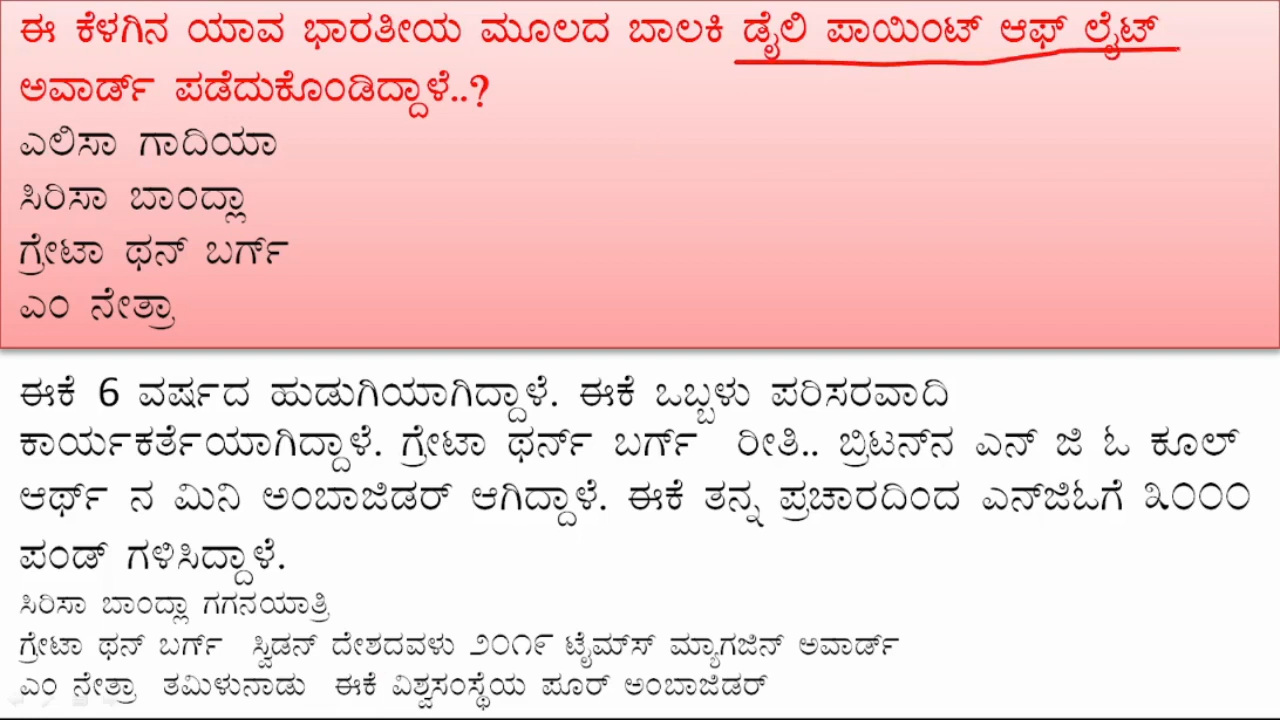 ಈ ಕೆಳಗಿನ ಯಾವ ಭಾರತೀಯ ಮೂಲದ ಬಾಲಕಿ ಡೈಲಿ ಪಾಯಿಂಟ್ ಆಫ್ ಲೈಟ್
ಅವಾರ್ಡ್ ಪಡೆದುಕೊಂಡಿದ್ದಾಳೆ..?
ಎಲಿಸಾ ಗಾದಿಯಾ
ಸಿರಿಸಾ ಬಾಂದ್ಲಾ
ಗ್ರೇಟಾ ಥನ್ ಬರ್ಗ್
ಎಂ ನೇತ್ರಾ
ಈಕೆ 6 ವರ್ಷದ ಹುಡುಗಿಯಾಗಿದ್ದಾಳೆ. ಈಕೆ ಒಬ್ಬಳು ಪರಿಸರವಾದಿ
ಕಾರ್ಯಕರ್ತೆಯಾಗಿದ್ದಾಳೆ. ಗ್ರೇಟಾ ಥರ್ನ್ ಬರ್ಗ್ ರೀತಿ.. ಬ್ರಿಟನ್‌ನ ಎನ್ ಜಿ ಓ ಕೂಲ್
ಆರ್ಥ್ ನ ಮಿನಿ ಅಂಬಾಜಿಡರ್ ಆಗಿದ್ದಾಳೆ. ಈಕೆ ತನ್ನ ಪ್ರಚಾರದಿಂದ ಎನ್‌ಜಿಓಗೆ ೩೦೦೦
ಪಂಡ್ ಗಳಿಸಿದ್ದಾಳೆ.
ಸಿರಿಸಾ ಬಾಂದ್ಲಾ ಗಗನಯಾತ್ರಿ
ಗ್ರೇಟಾ ಥನ್ ಬರ್ಗ್ ಸ್ವಿಡನ್ ದೇಶದವಳು ೨೦೧೯ ಟೈಮ್‌ಸ್ ಮ್ಯಾಗಜಿನ್ ಅವಾರ್ಡ್
ಎಂ ನೇತ್ರಾ ತಮಿಳುನಾಡು ಈಕೆ ವಿಶ್ವಸಂಸ್ಥೆಯ ಪೂರ್ ಅಂಬಾಜಿಡರ್